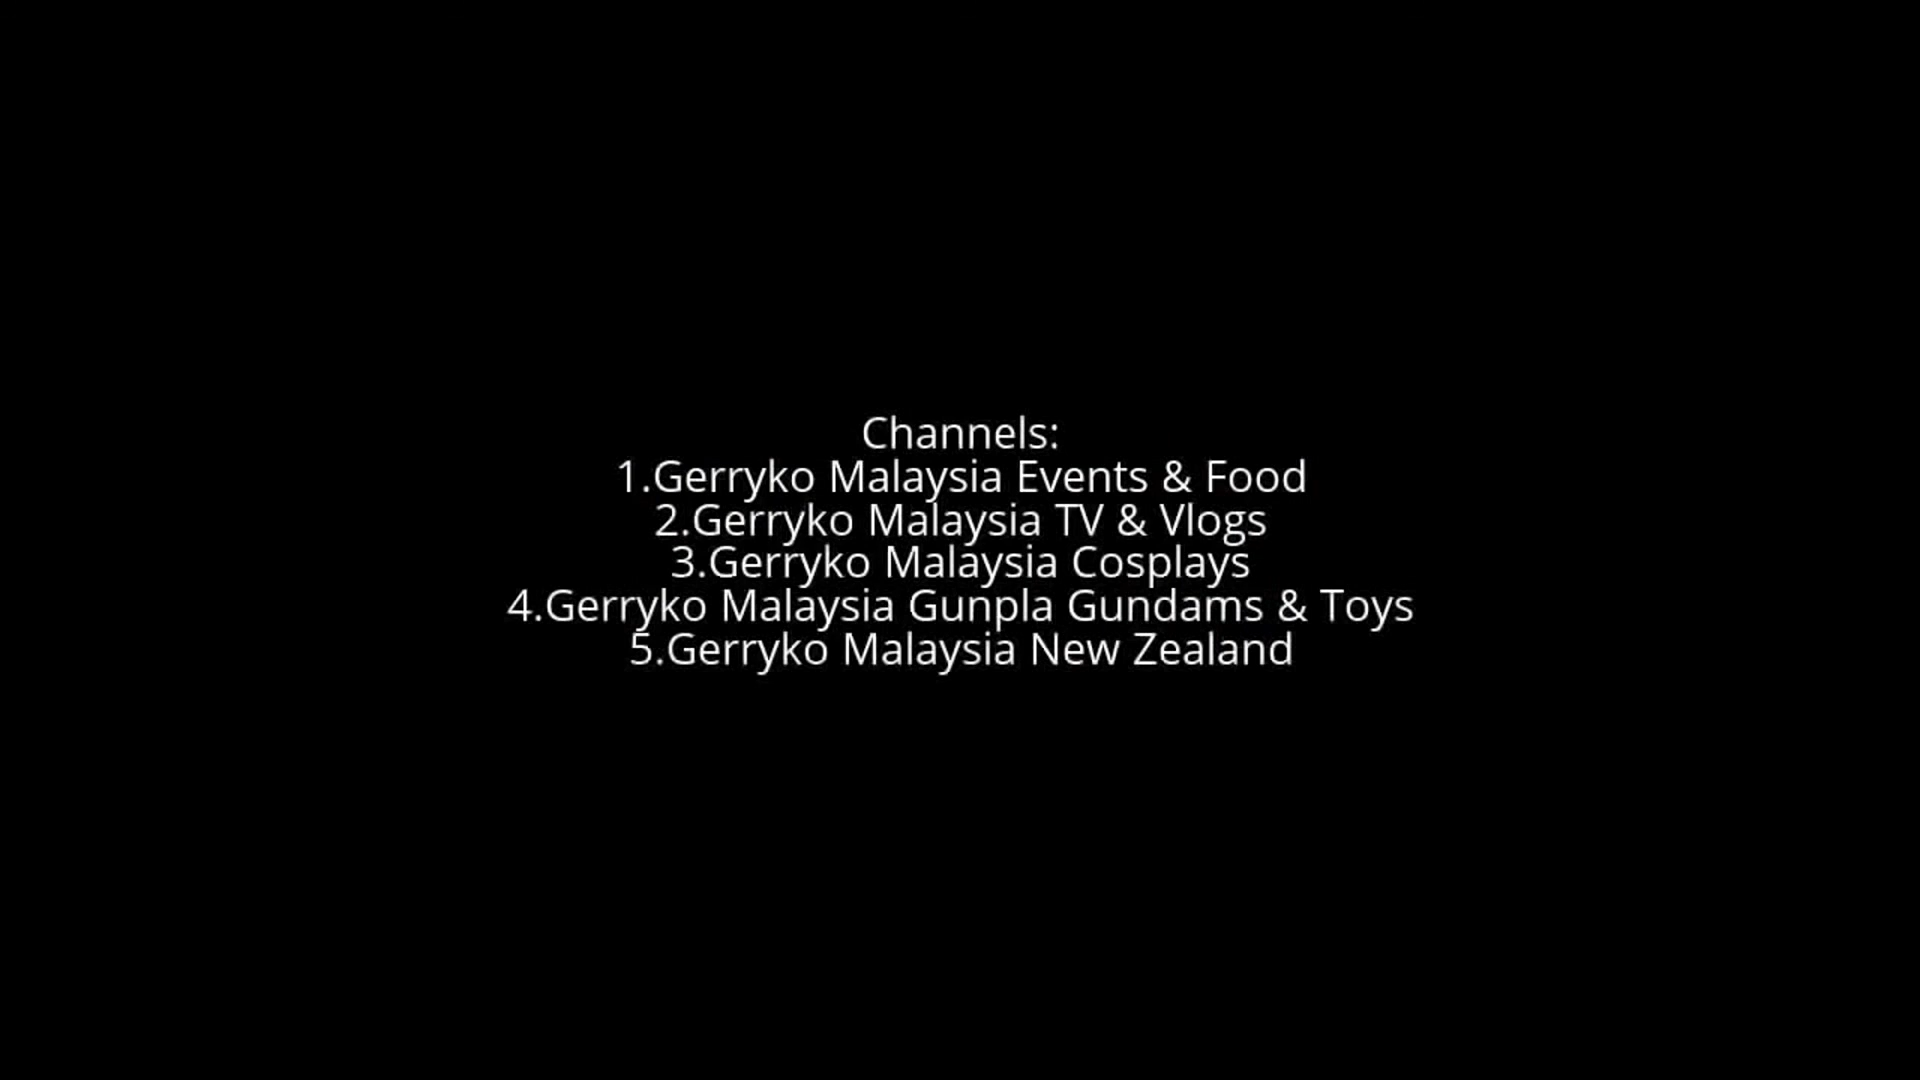 Channels:
1.Gerryko Malaysia Events & Food
2.Gerryko Malaysia TV & Vlogs
3.Gerryko Malaysia Cosplays
4.Gerryko Malaysia Gunpla Gundams & Toys
5.Gerryko Malaysia New Zealand